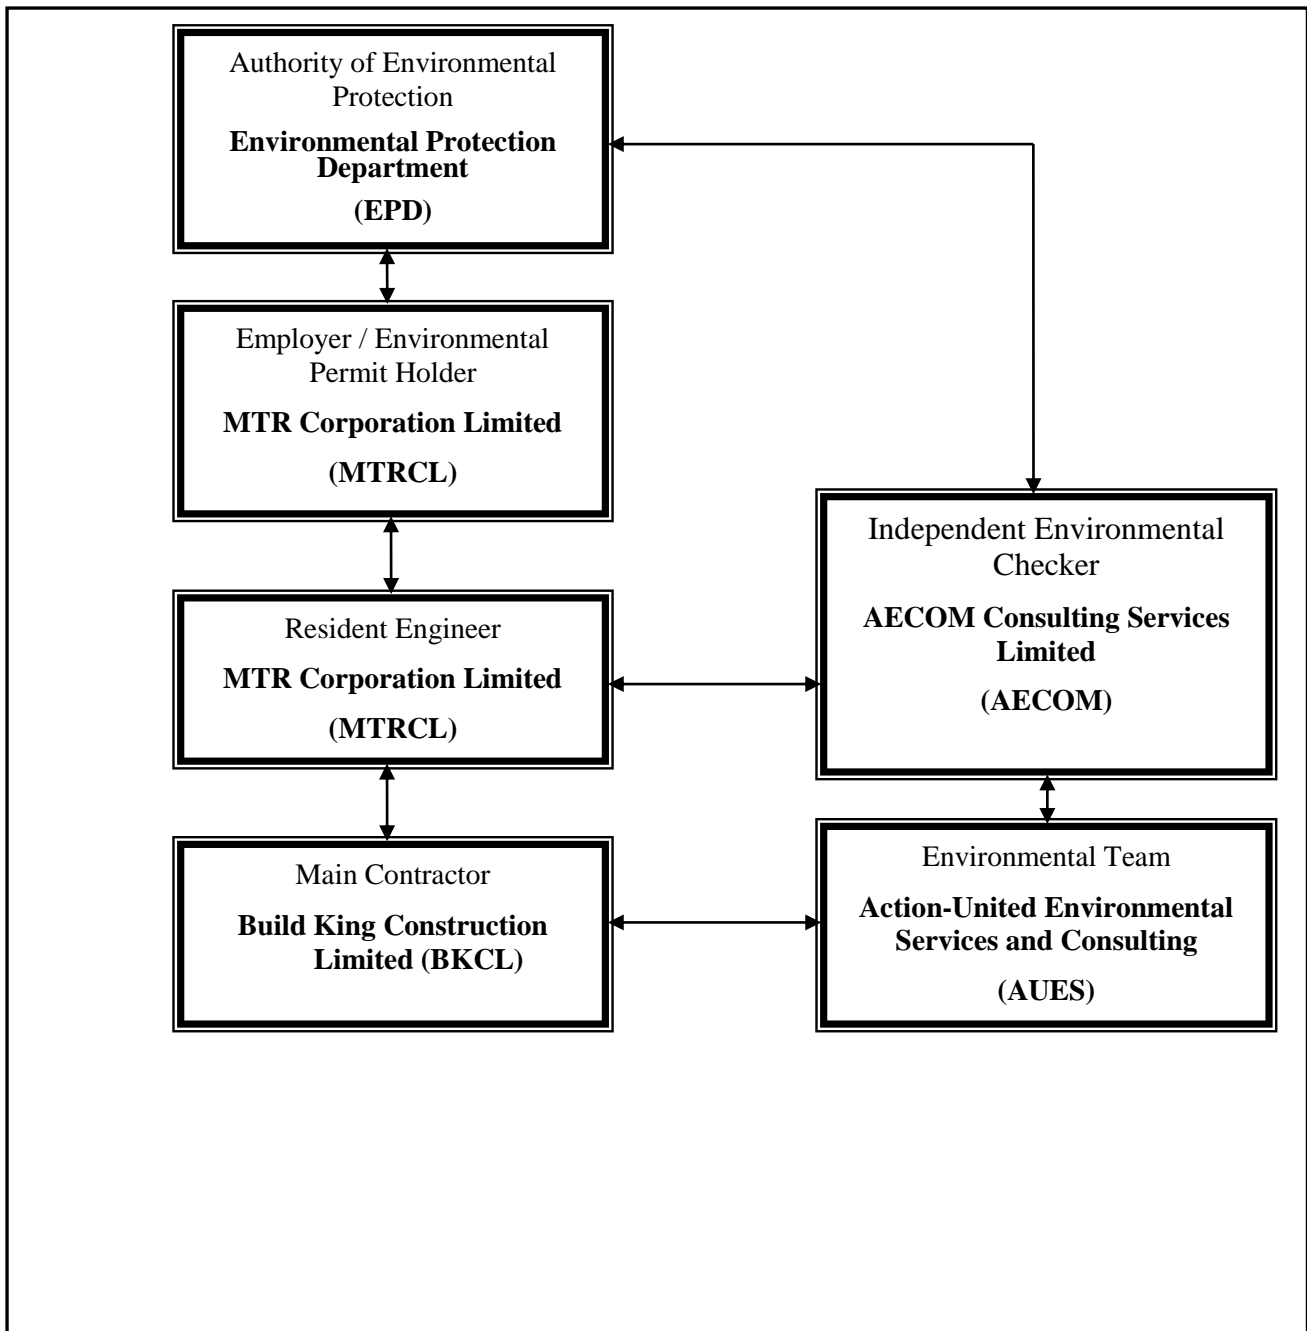 Authority of Environmental
Protection
Environmental Protection
Department
(EPD)
Employer / Environmental
Permit Holder
MTR Corporation Limited
(MTRCL)
Resident Engineer
MTR Corporation Limited
(MTRCL)
Independent Environmental
Checker
AECOM Consulting Services
Limited
(AECOM)
Main Contractor
Build King Construction
Limited (BKCL)
Environmental Team
Action-United Environmental
Services and Consulting
(AUES)